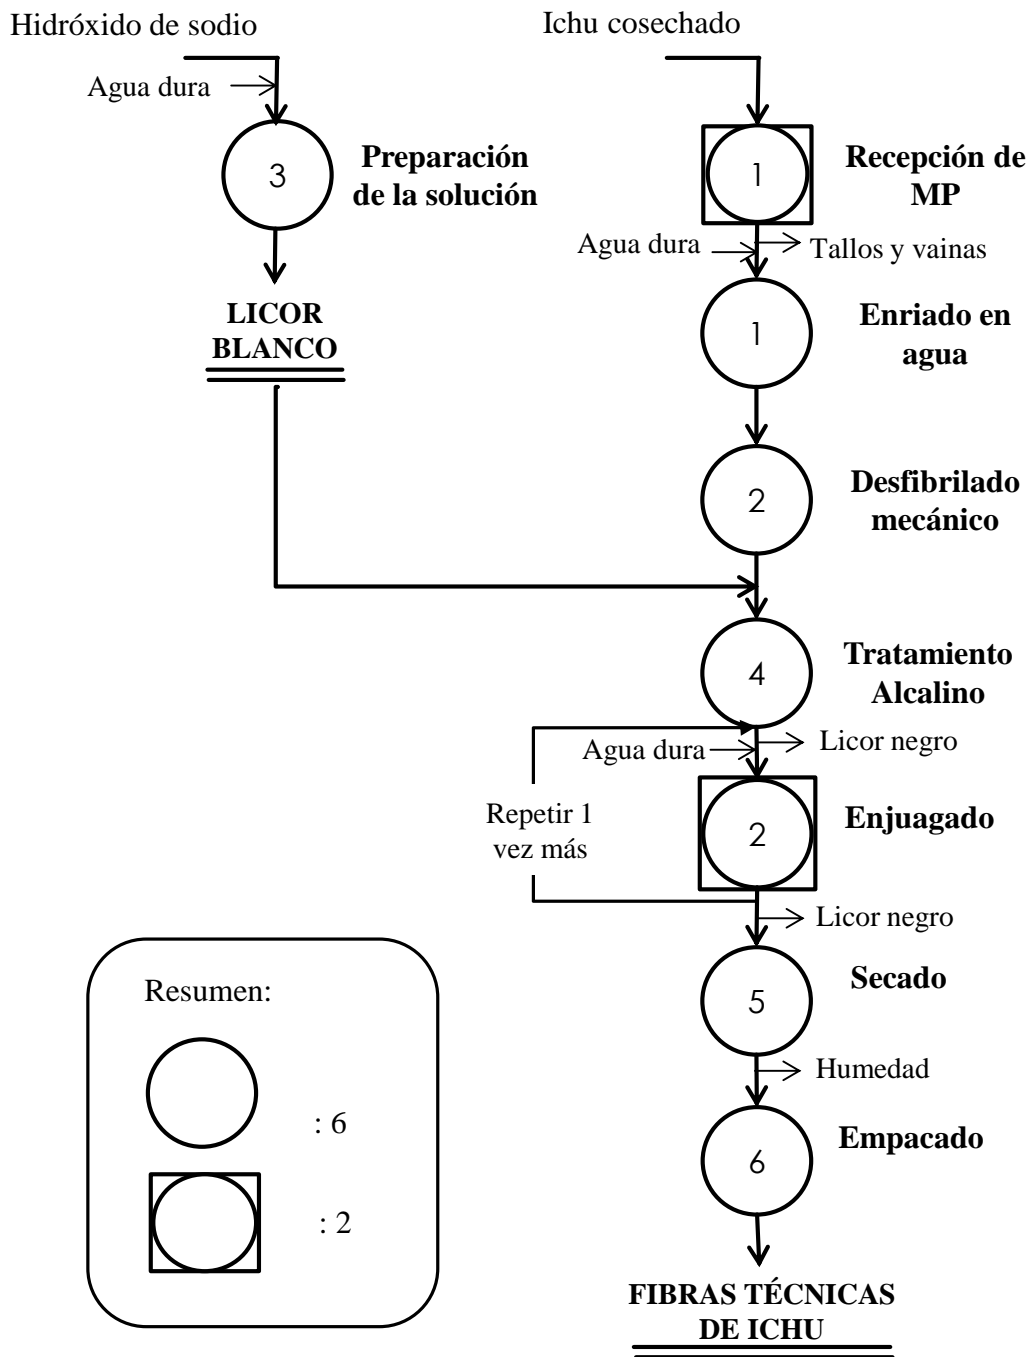 Hidróxido de sodio
Ichu cosechado
Agua dura
3
Preparación
de la solución
1
Recepción de
MP
Agua dura
Tallos y vainas
LICOR
BLANCO
1
Enriado en
agua
2
Desfibrilado
mecánico
4
Tratamiento
Alcalino
Agua dura
Licor negro
Repetir 1
vez más
2
Enjuagado
Licor negro
5
Secado
Humedad
6
Empacado
FIBRAS TÉCNICAS
DE ICHU
Resumen:
: 6
: 2